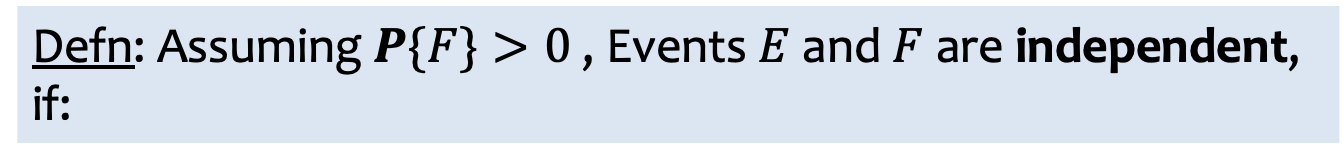 Defn: Assuming P{F} > 0 , Events E and F are independent,
if: